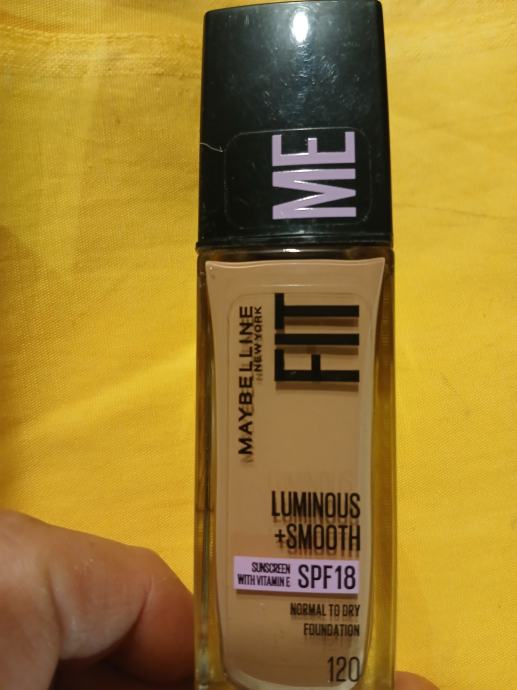 ME
FIT
MAYBELLINE
NEW YORK
LUMINOUS
+SMOOTH
SUNSCREEN
WITH VITAMIN E
SPF18
NORMAL TO DRY
FOUNDATION
120